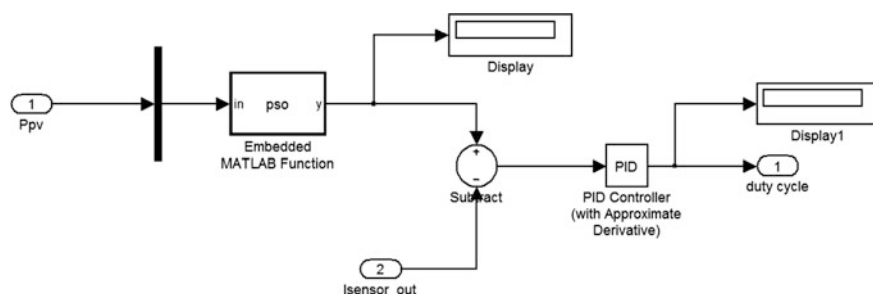 Display
1
Ppv
in
pso
y
Embedded
MATLAB Function
Display1
+
−
Subtract
PID
PID Controller
(with Approximate
Derivative)
1
duty cycle
2
Isensor_out